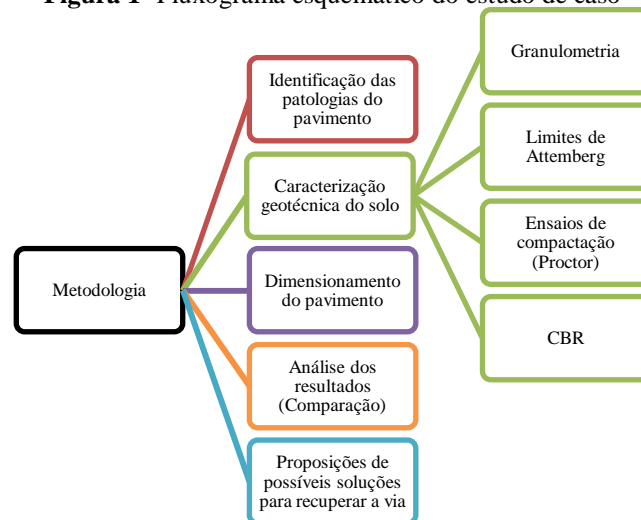 Figura 1- Fluxograma esquemático do estudo de caso
Metodologia
Identificação das
patologias do
pavimento
Caracterização
geotécnica do solo
Dimensionamento
do pavimento
Análise dos
resultados
(Comparação)
Proposições de
possíveis soluções
para recuperar a via
Granulometria
Limites de
Attemberg
Ensaios de
compactação
(Proctor)
CBR